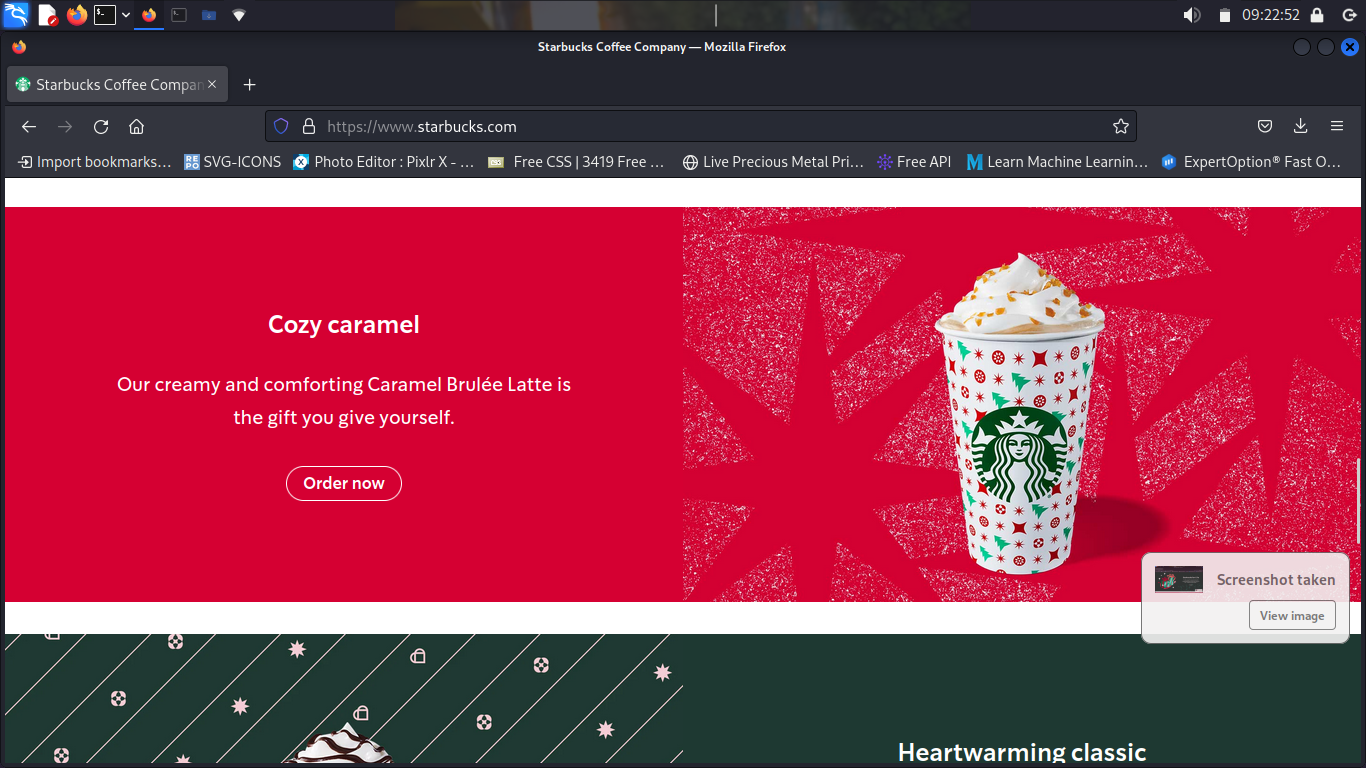 09:22:52
Starbucks Coffee Company — Mozilla Firefox
Starbucks Coffee Compan
https://www.starbucks.com
Import bookmarks… SVG-ICONS Photo Editor : Pixlr X - … Free CSS | 3419 Free … Live Precious Metal Pri… Free API Learn Machine Learnin… ExpertOption® Fast O…
Cozy caramel
Our creamy and comforting Caramel Brulée Latte is
the gift you give yourself.
Order now
Screenshot taken
View image
Heartwarming classic